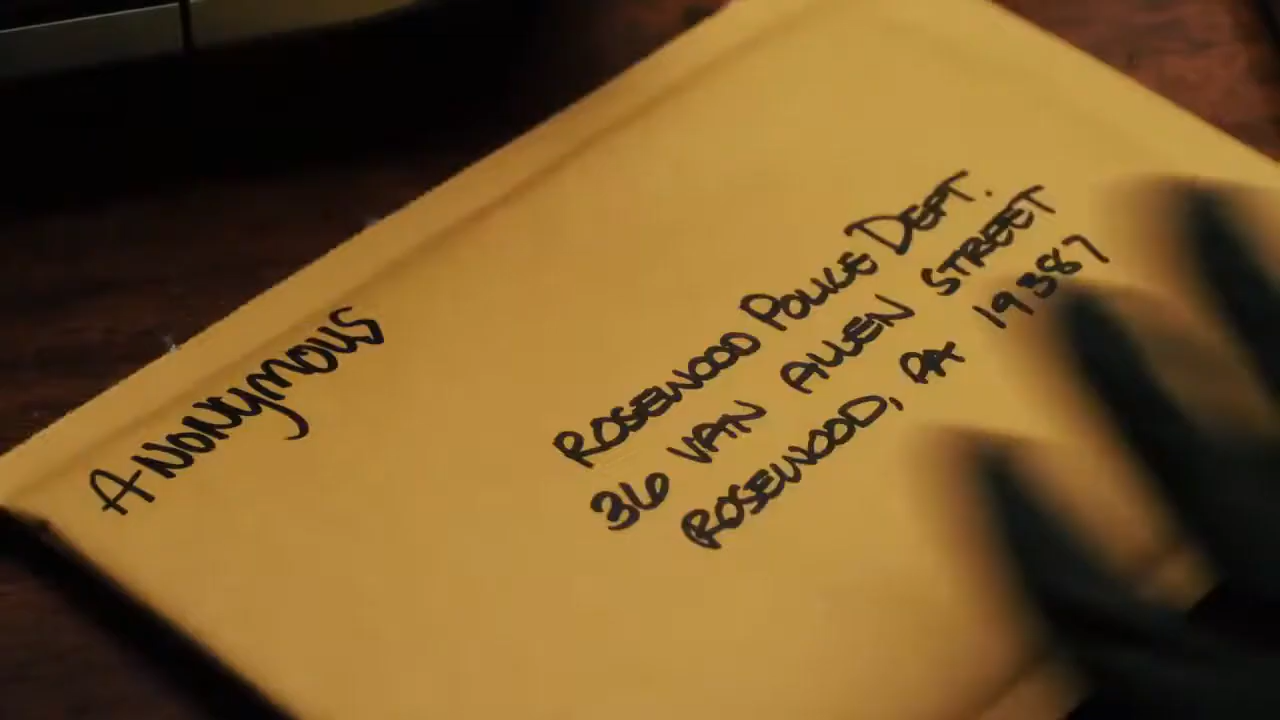 ANONYMOUS
ROSEWOOD POLICE DEPT.
36 VAN ALLEN STREET
ROSEWOOD, PA 19387